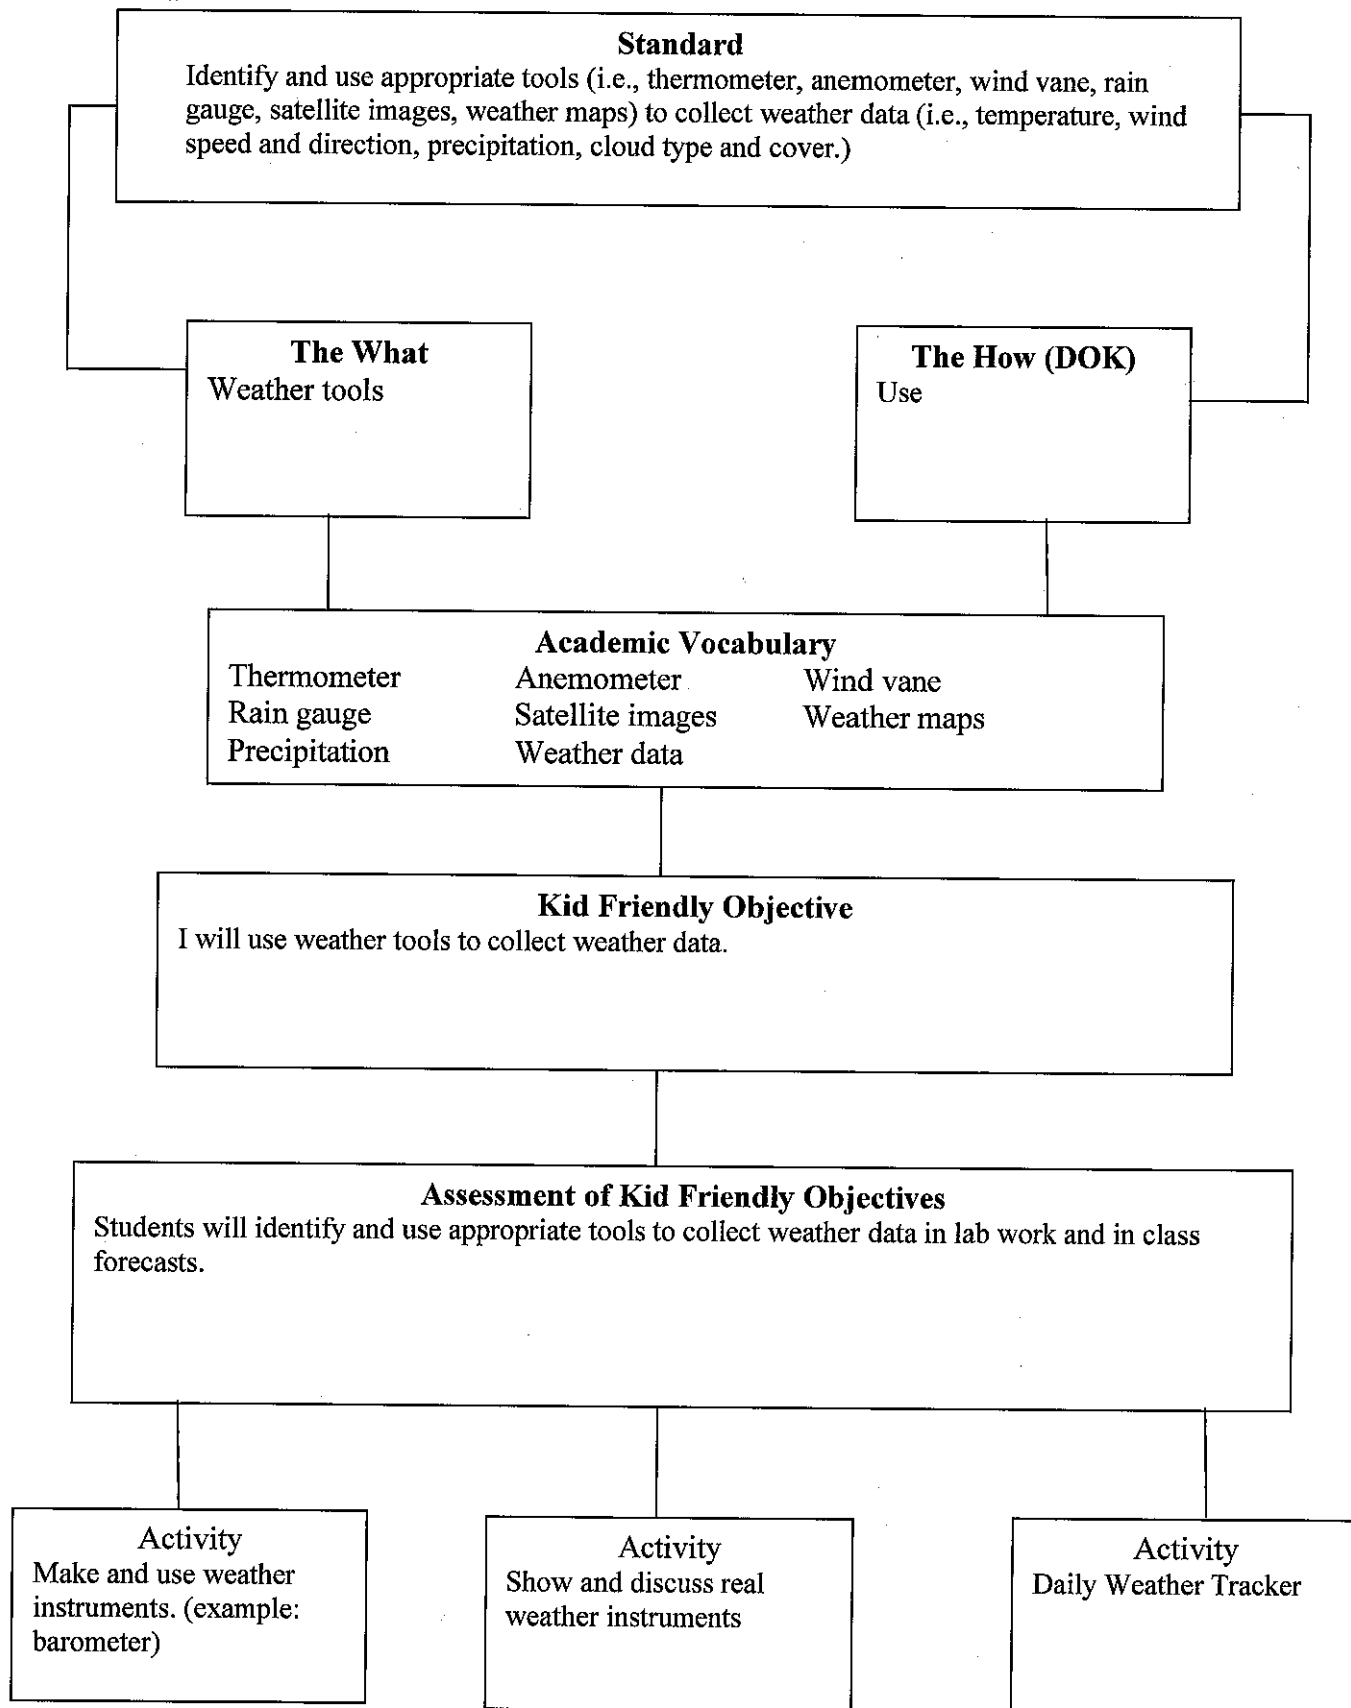 Standard
Identify and use appropriate tools (i.e., thermometer, anemometer, wind vane, rain
gauge, satellite images, weather maps) to collect weather data (i.e., temperature, wind
speed and direction, precipitation, cloud type and cover.)
The What
Weather tools
The How (DOK)
Use
Academic Vocabulary
Thermometer Anemometer Wind vane
Rain gauge Satellite images Weather maps
Precipitation Weather data
Kid Friendly Objective
I will use weather tools to collect weather data.
Assessment of Kid Friendly Objectives
Students will identify and use appropriate tools to collect weather data in lab work and in class
forecasts.
Activity
Make and use weather
instruments. (example:
barometer)
Activity
Show and discuss real
weather instruments
Activity
Daily Weather Tracker